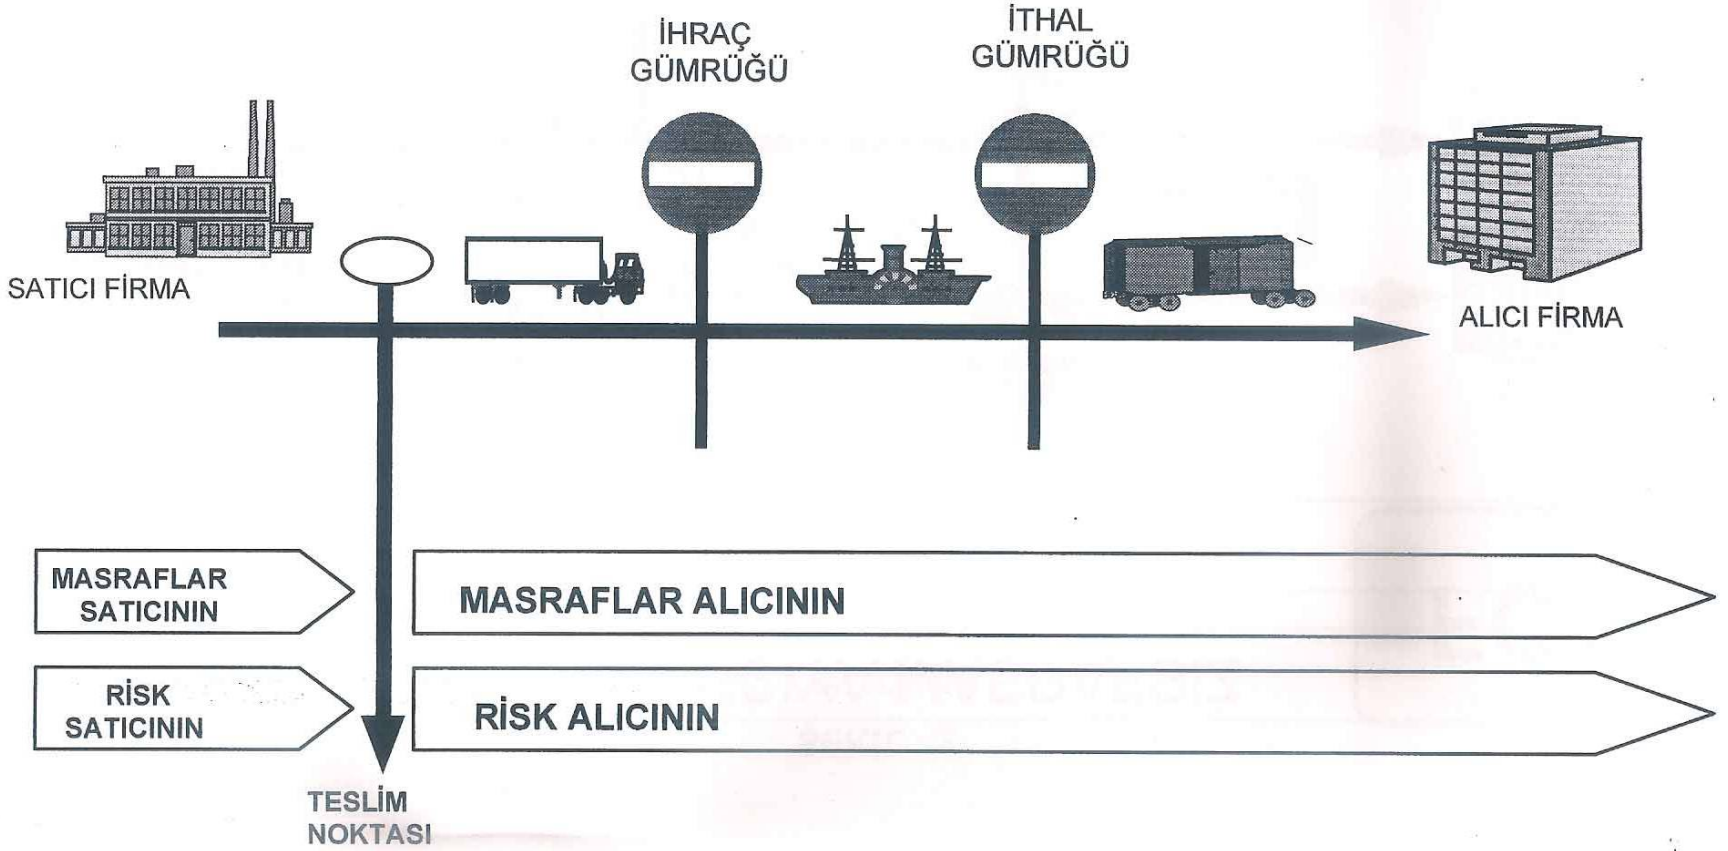 İHRAÇ
GÜMRÜĞÜ
İTHAL
GÜMRÜĞÜ
SATICI FİRMA
ALICI FİRMA
MASRAFLAR
SATICININ
MASRAFLAR ALICININ
RİSK
SATICININ
RİSK ALICININ
TESLİM
NOKTASI